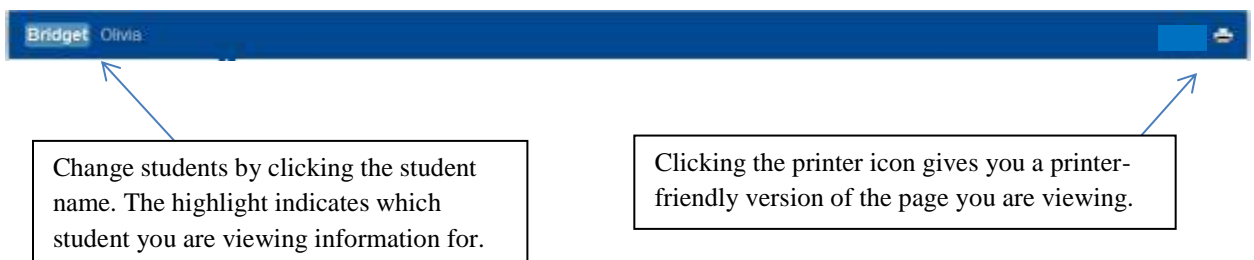 Bridget Olivia
Change students by clicking the student
name. The highlight indicates which
student you are viewing information for.
Clicking the printer icon gives you a printer-
friendly version of the page you are viewing.